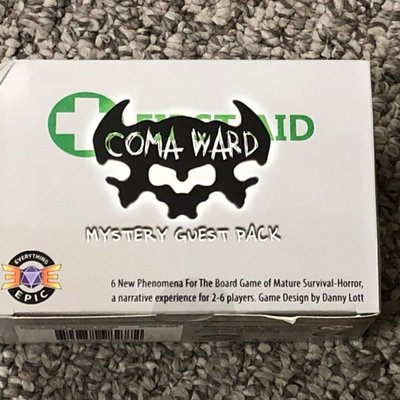 FIRST AID
COMA WARD
MYSTERY GUEST PACK
EVERYTHING
EPIC
6 New Phenomena For The Board Game of Mature Survival-Horror,
a narrative experience for 2-6 players. Game Design by Danny Lott